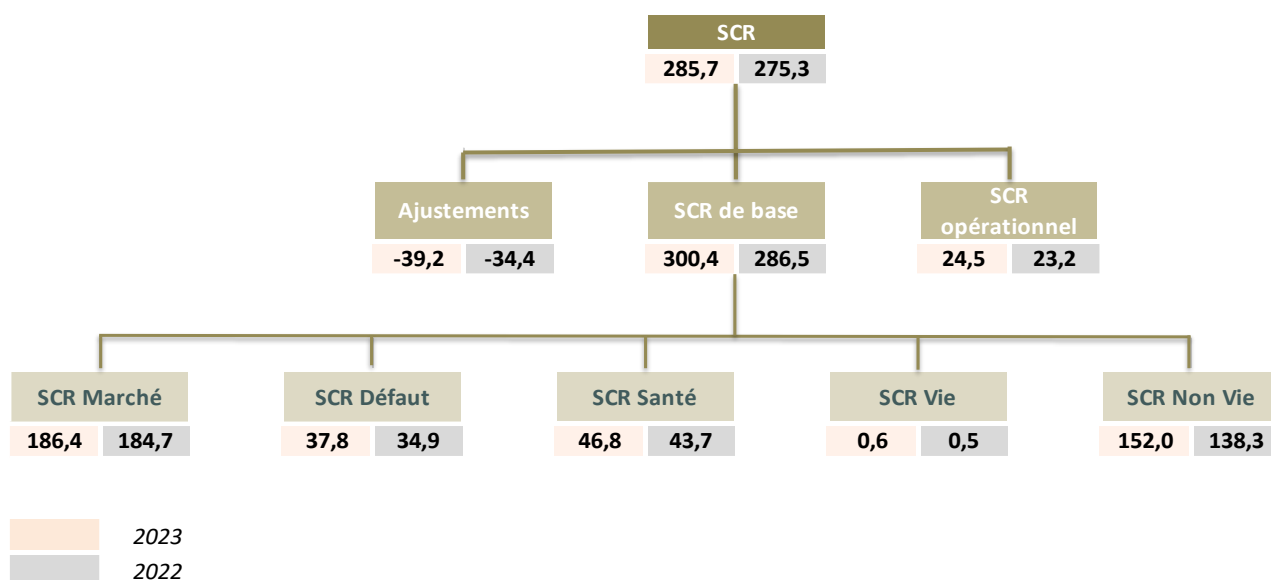 SCR
285,7 275,3
Ajustements
-39,2 -34,4
SCR de base
300,4 286,5
SCR
opérationnel
24,5 23,2
SCR Marché
186,4 184,7
SCR Défaut
37,8 34,9
SCR Santé
46,8 43,7
SCR Vie
0,6 0,5
SCR Non Vie
152,0 138,3
2023
2022